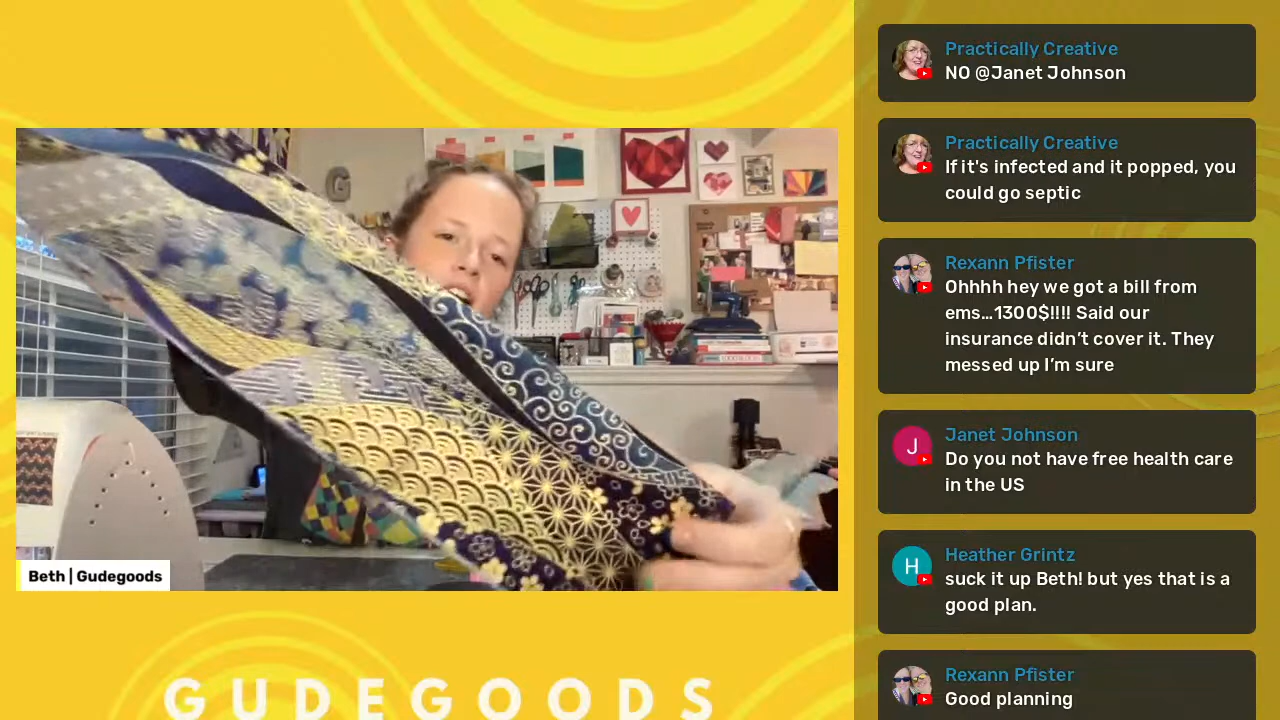 Practically Creative
NO @Janet Johnson
Practically Creative
If it's infected and it popped, you
could go septic
Rexann Pfister
Ohhhh hey we got a bill from
ems...1300$!!!! Said our
insurance didn’t cover it. They
messed up I’m sure
J
Janet Johnson
Do you not have free health care
in the US
H
Heather Grintz
suck it up Beth! but yes that is a
good plan.
Rexann Pfister
Good planning
G
Beth | Gudegoods
GUDEGOODS